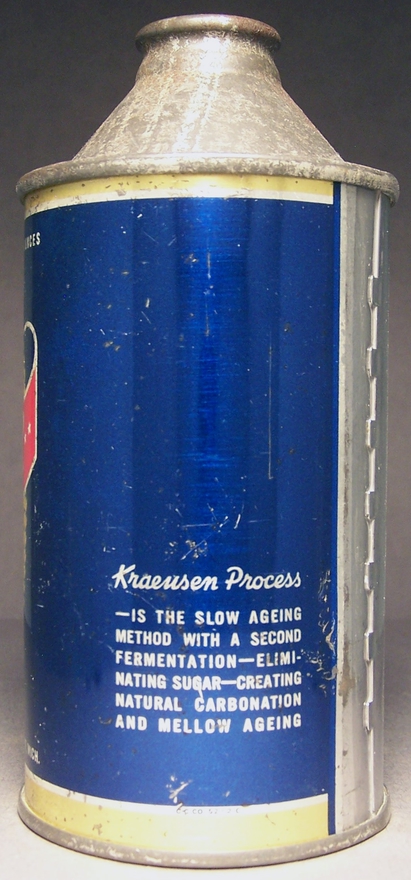 Kraeusen Process
—IS THE SLOW AGEING
METHOD WITH A SECOND
FERMENTATION—ELIMI-
NATING SUGAR—CREATING
NATURAL CARBONATION
AND MELLOW AGEING